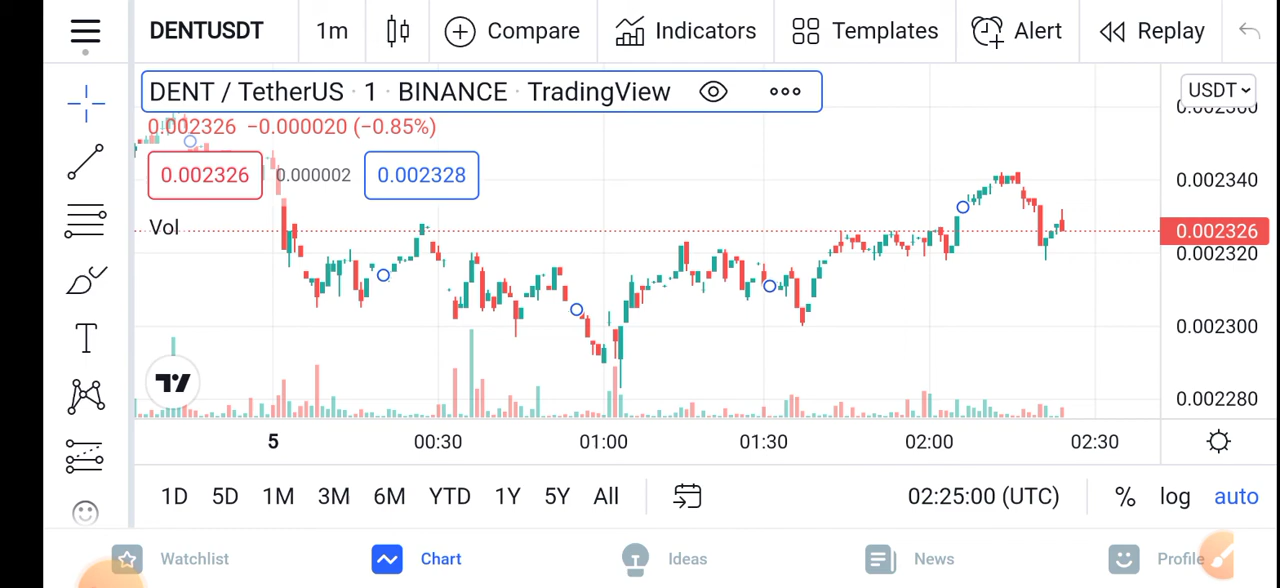 DENTUSDT 1m Compare Indicators Templates Alert Replay
DENT / TetherUS · 1 · BINANCE · TradingView
USDT
0.002326 −0.000020 (−0.85%)
0.002326 0.000002 0.002328
0.002340
Vol
0.002326
0.002320
0.002300
0.002280
5 00:30 01:00 01:30 02:00 02:30
1D 5D 1M 3M 6M YTD 1Y 5Y All 02:25:00 (UTC) % log auto
Watchlist Chart Ideas News Profile